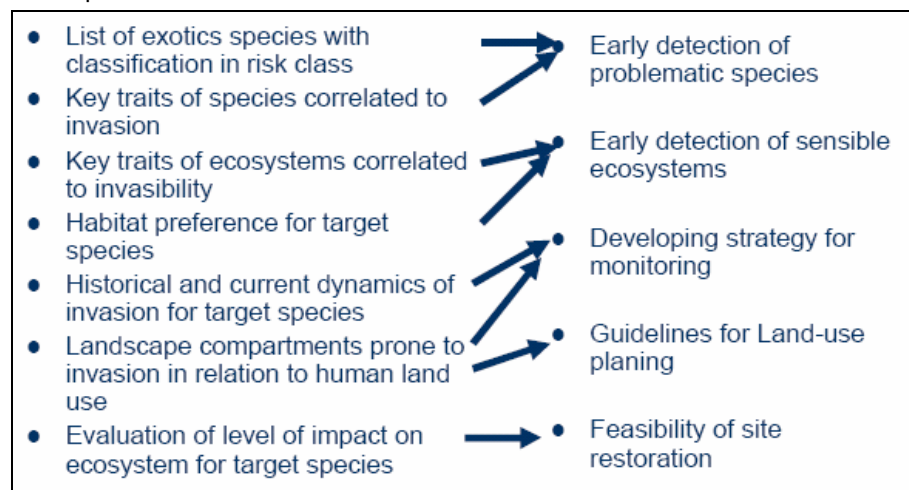 ● List of exotics species with
classification in risk class
● Key traits of species correlated to
invasion
● Key traits of ecosystems correlated
to invasibility
● Habitat preference for target
species
● Historical and current dynamics of
invasion for target species
● Landscape compartments prone to
invasion in relation to human land
use
● Evaluation of level of impact on
ecosystem for target species
● Early detection of
problematic species
● Early detection of sensible
ecosystems
● Developing strategy for
monitoring
● Guidelines for Land-use
planing
● Feasibility of site
restoration